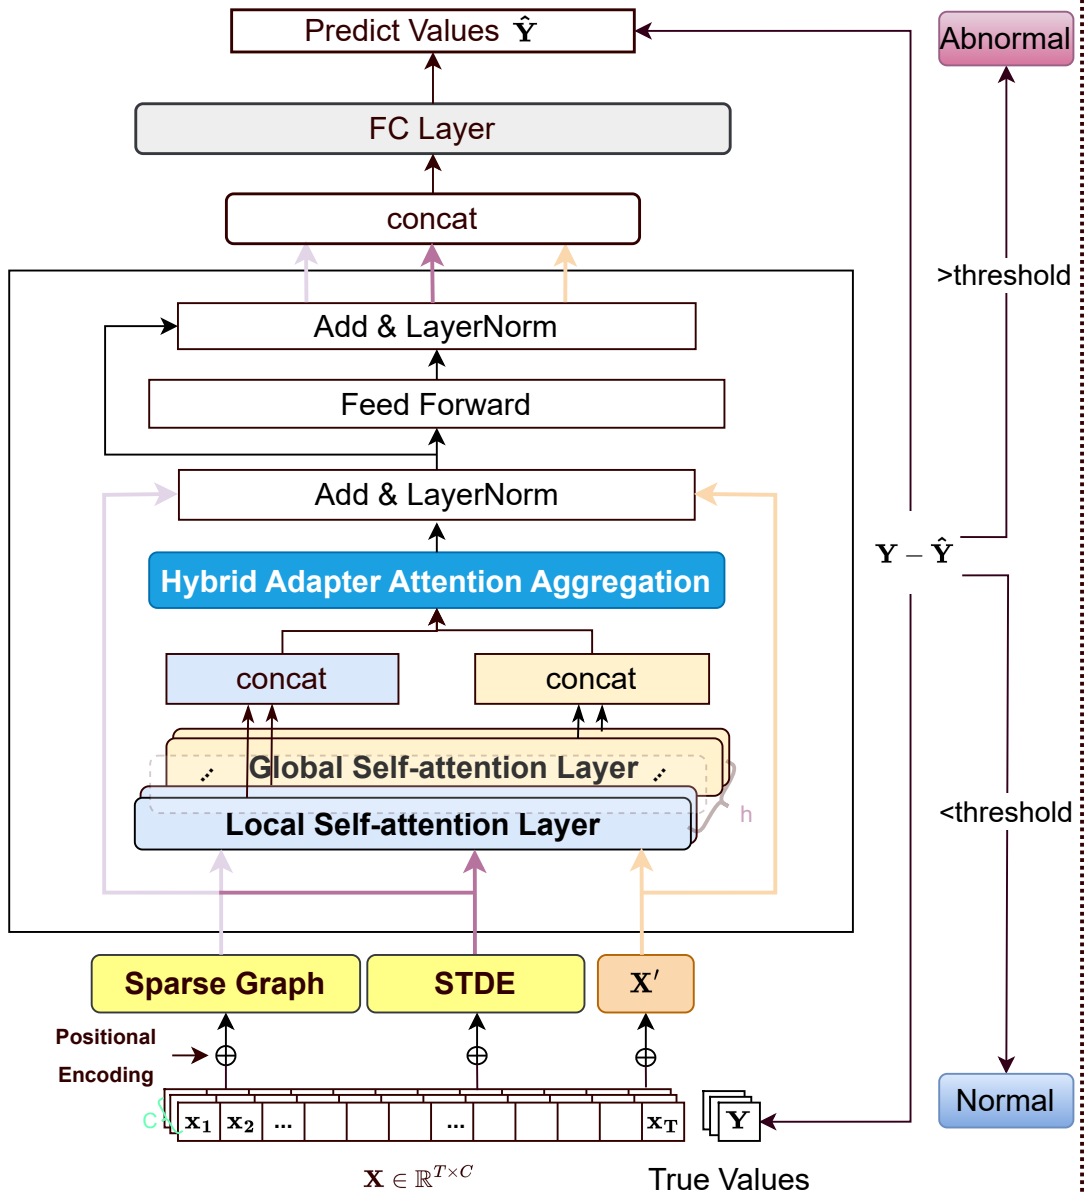 Predict Values Ŷ
Abnormal
FC Layer
concat
>threshold
Add & LayerNorm
Feed Forward
Add & LayerNorm
Y − Ŷ
Hybrid Adapter Attention Aggregation
concat
concat
... Global Self-attention Layer ...
h
<threshold
Local Self-attention Layer
Sparse Graph
STDE
X′
Positional
Encoding
Normal
C
x₁ x₂ ... ... x_T
Y
X ∈ ℝ^{T×C}
True Values